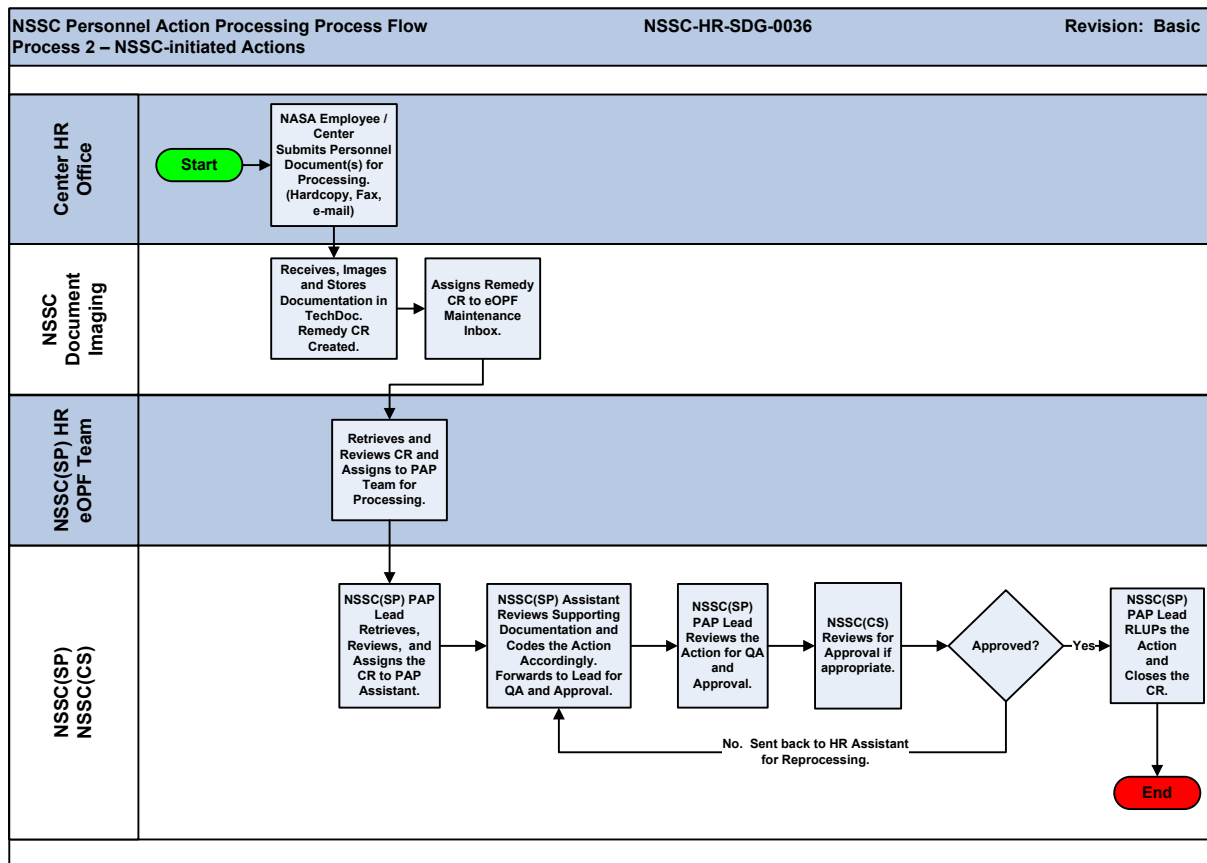 NSSC Personnel Action Processing Process Flow
NSSC-HR-SDG-0036
Revision: Basic
Process 2 – NSSC-initiated Actions
Center HR
Office
Start
NASA Employee /
Center
Submits Personnel
Document(s) for
Processing.
(Hardcopy, Fax,
e-mail)
NSSC
Document
Imaging
Receives, Images
and Stores
Documentation in
TechDoc.
Remedy CR
Created.
Assigns Remedy
CR to eOPF
Maintenance
Inbox.
NSSC(SP) HR
eOPF Team
Retrieves and
Reviews CR and
Assigns to PAP
Team for
Processing.
NSSC(SP)
NSSC(CS)
NSSC(SP) PAP
Lead
Retrieves,
Reviews, and
Assigns the
CR to PAP
Assistant.
NSSC(SP) Assistant
Reviews Supporting
Documentation and
Codes the Action
Accordingly.
Forwards to Lead for
QA and Approval.
NSSC(SP)
PAP Lead
Reviews the
Action for QA
and
Approval.
NSSC(CS)
Reviews for
Approval if
appropriate.
Approved?
Yes
NSSC(SP)
PAP Lead
RLUPs the
Action
and
Closes the
CR.
No. Sent back to HR Assistant
for Reprocessing.
End